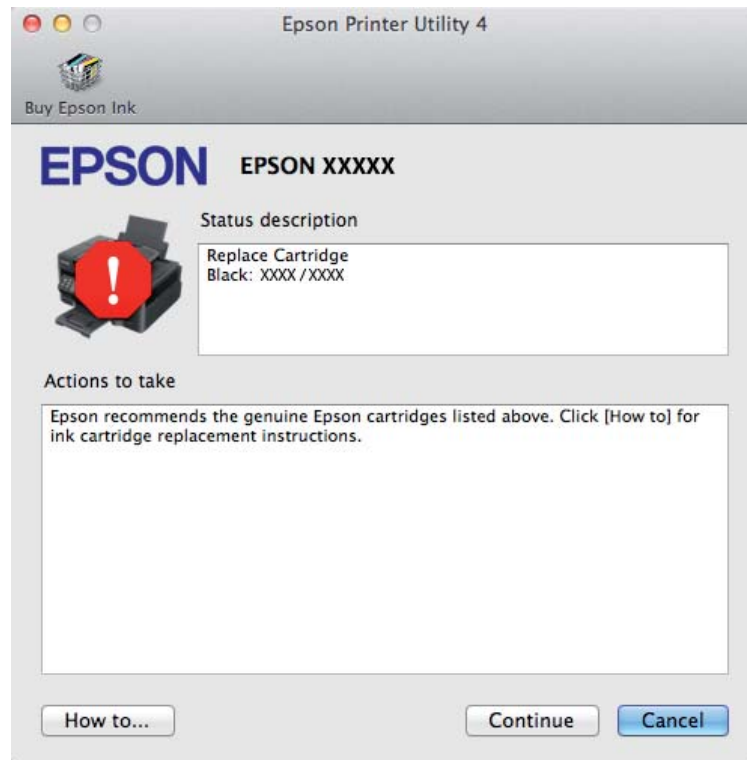 Epson Printer Utility 4
Buy Epson Ink
EPSON EPSON XXXXX
Status description
Replace Cartridge
Black: XXXX / XXXX
Actions to take
Epson recommends the genuine Epson cartridges listed above. Click [How to] for
ink cartridge replacement instructions.
How to... Continue Cancel